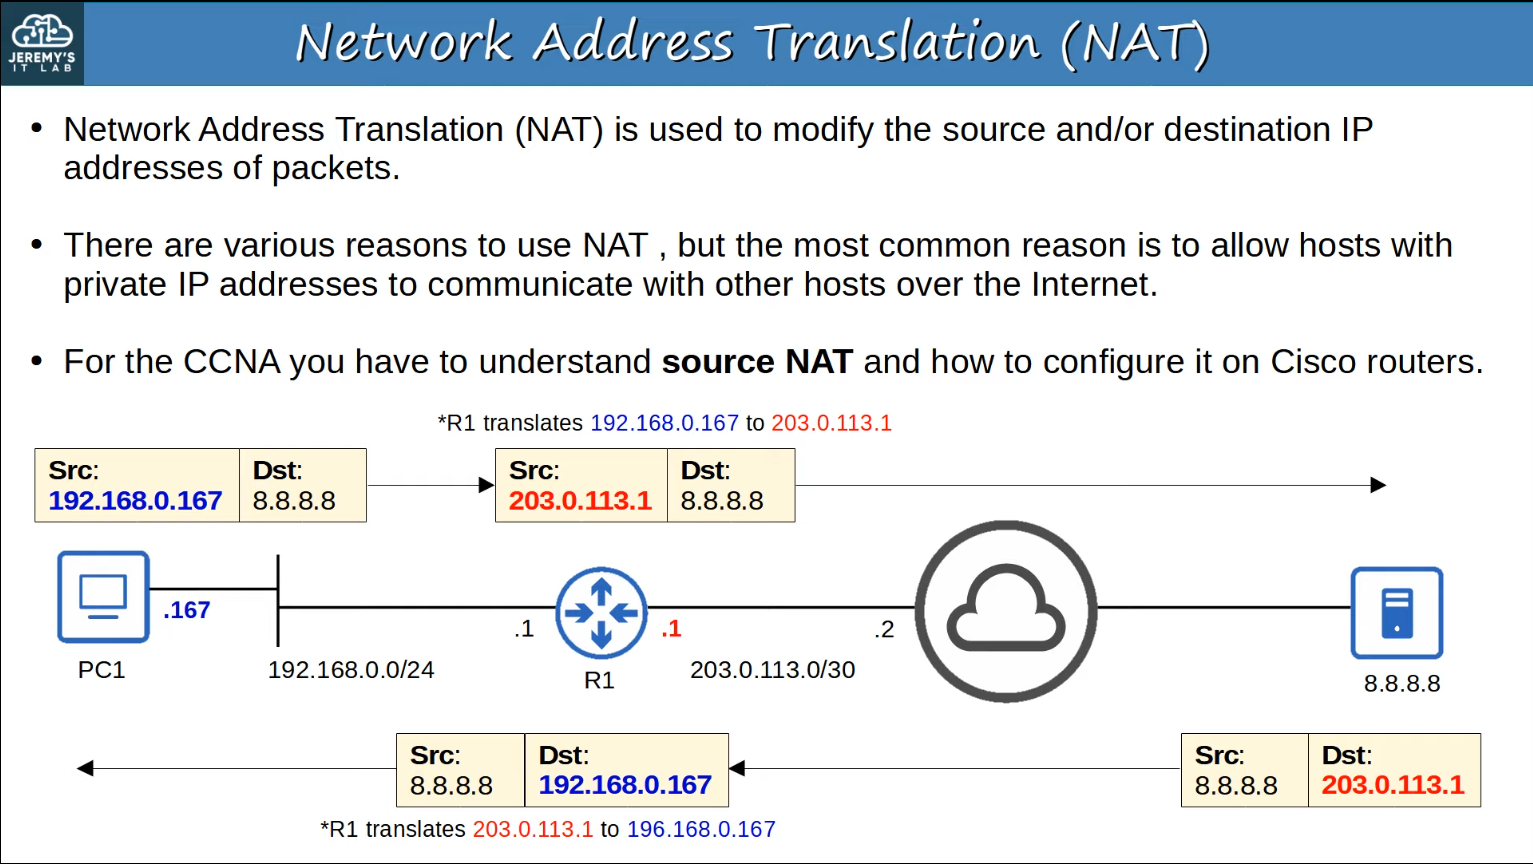 JEREMY'S
IT LAB
Network Address Translation (NAT)
• Network Address Translation (NAT) is used to modify the source and/or destination IP
addresses of packets.
• There are various reasons to use NAT , but the most common reason is to allow hosts with
private IP addresses to communicate with other hosts over the Internet.
• For the CCNA you have to understand source NAT and how to configure it on Cisco routers.
*R1 translates 192.168.0.167 to 203.0.113.1
Src:
192.168.0.167
Dst:
8.8.8.8
Src:
203.0.113.1
Dst:
8.8.8.8
.167
.1
.1
.2
PC1
192.168.0.0/24
R1
203.0.113.0/30
8.8.8.8
Src:
8.8.8.8
Dst:
192.168.0.167
Src:
8.8.8.8
Dst:
203.0.113.1
*R1 translates 203.0.113.1 to 196.168.0.167